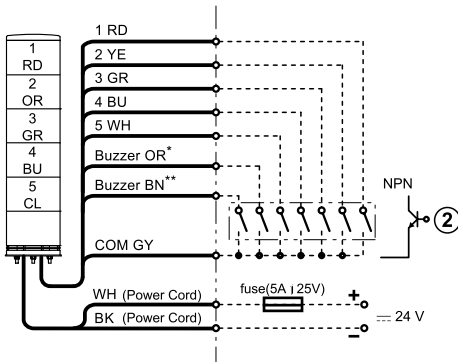 1 RD
2 YE
3 GR
4 BU
5 WH
Buzzer OR*
Buzzer BN**
COM GY
WH (Power Cord)
BK (Power Cord)
1
RD
2
OR
3
GR
4
BU
5
CL
NPN
2
fuse(5A ı 25V)
+
−
24 V